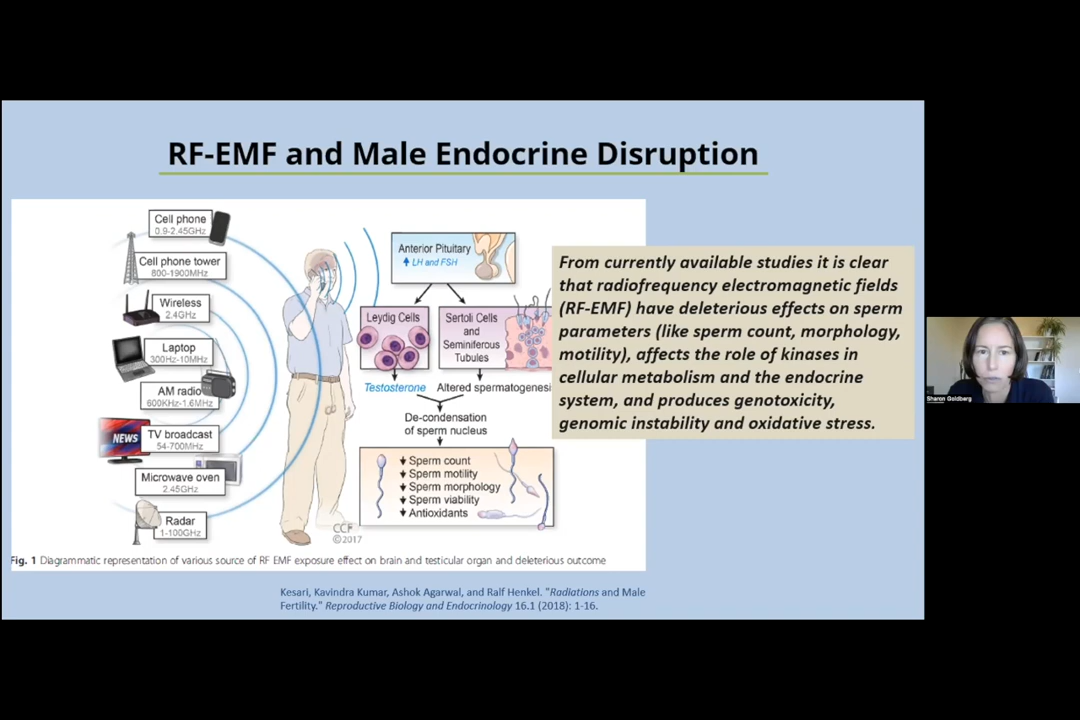 RF-EMF and Male Endocrine Disruption
Cell phone
0.9-2.45GHz
Cell phone tower
800-1900MHz
Wireless
2.4GHz
Laptop
300Hz-10MHz
AM radio
600KHz-1.6MHz
NEWS
TV broadcast
54-700MHz
Microwave oven
2.45GHz
Radar
1-100GHz
Anterior Pituitary
LH and FSH
Leydig Cells
Sertoli Cells
and
Seminiferous
Tubules
Testosterone
Altered spermatogenesi
De-condensation
of sperm nucleus
Sperm count
Sperm motility
Sperm morphology
Sperm viability
Antioxidants
CCF
©2017
Fig. 1 Diagrammatic representation of various source of RF EMF exposure effect on brain and testicular organ and deleterious outcome
From currently available studies it is clear
that radiofrequency electromagnetic fields
(RF-EMF) have deleterious effects on sperm
parameters (like sperm count, morphology,
motility), affects the role of kinases in
cellular metabolism and the endocrine
system, and produces genotoxicity,
genomic instability and oxidative stress.
Kesari, Kavindra Kumar, Ashok Agarwal, and Ralf Henkel. "Radiations and Male
Fertility." Reproductive Biology and Endocrinology 16.1 (2018): 1-16.
Sharon Goldberg